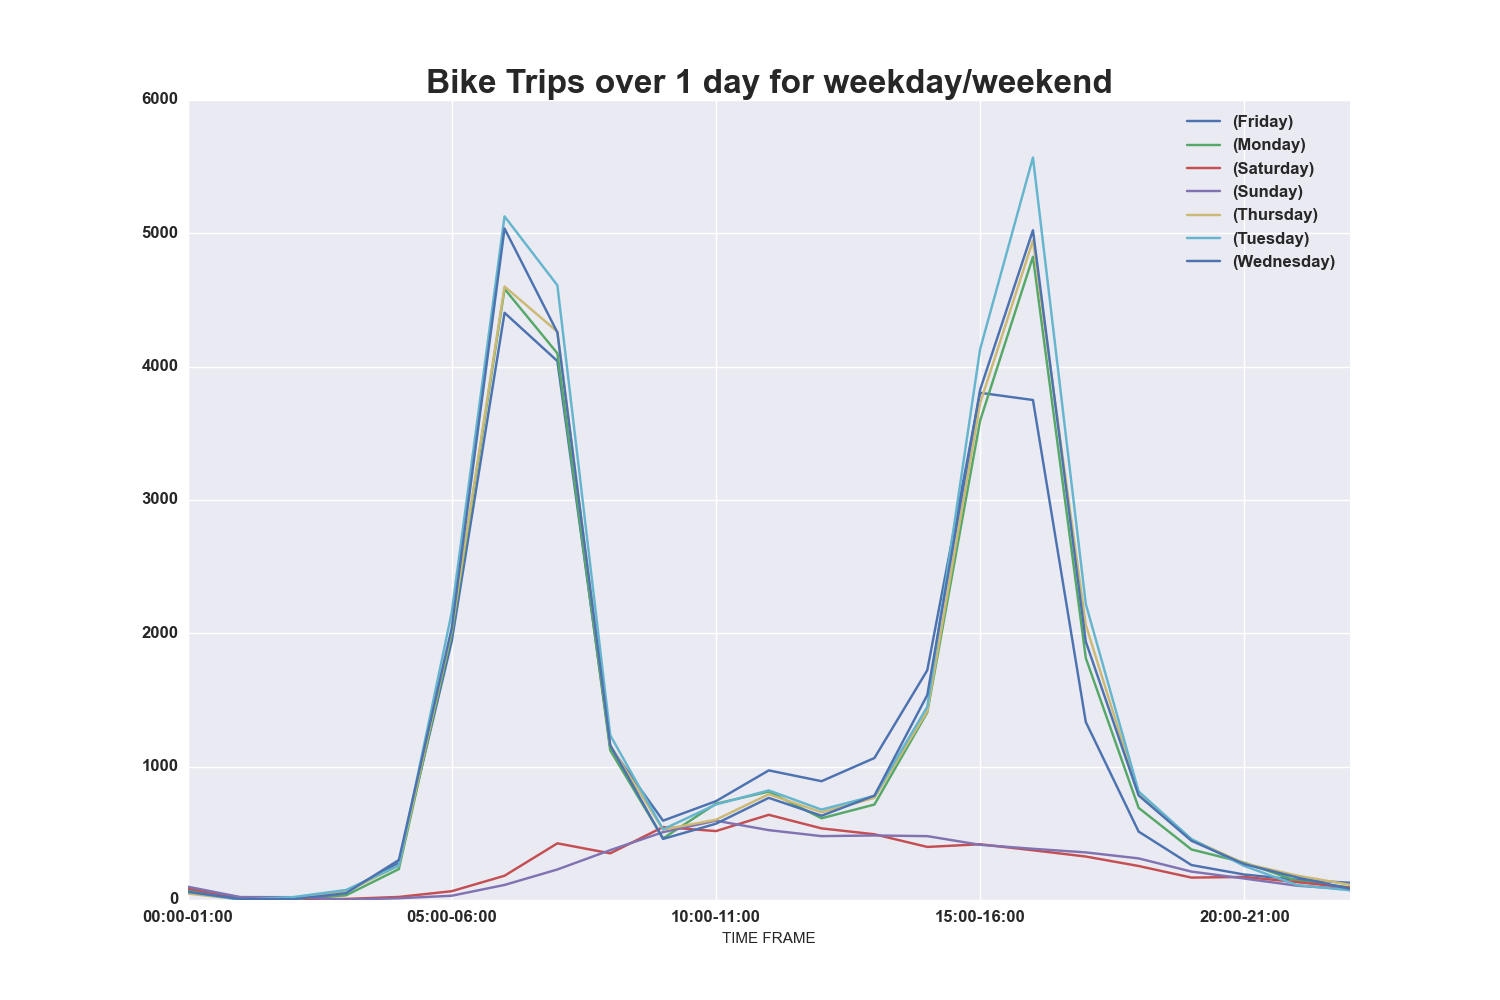 Bike Trips over 1 day for weekday/weekend
6000
5000
4000
3000
2000
1000
0
(Friday)
(Monday)
(Saturday)
(Sunday)
(Thursday)
(Tuesday)
(Wednesday)
00:00-01:00 05:00-06:00 10:00-11:00 15:00-16:00 20:00-21:00
TIME FRAME